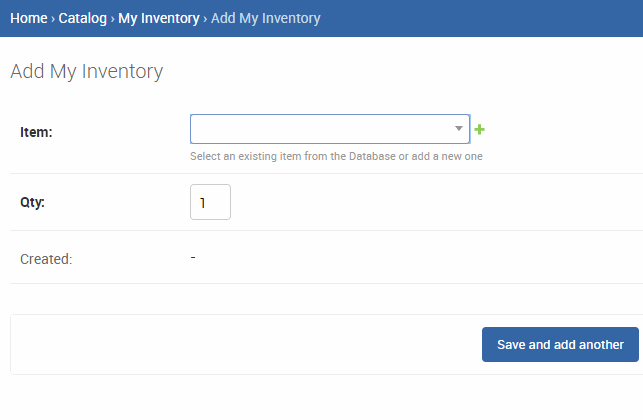 Home › Catalog › My Inventory › Add My Inventory
Add My Inventory
Item:
Select an existing item from the Database or add a new one
Qty:
1
Created:
-
Save and add another